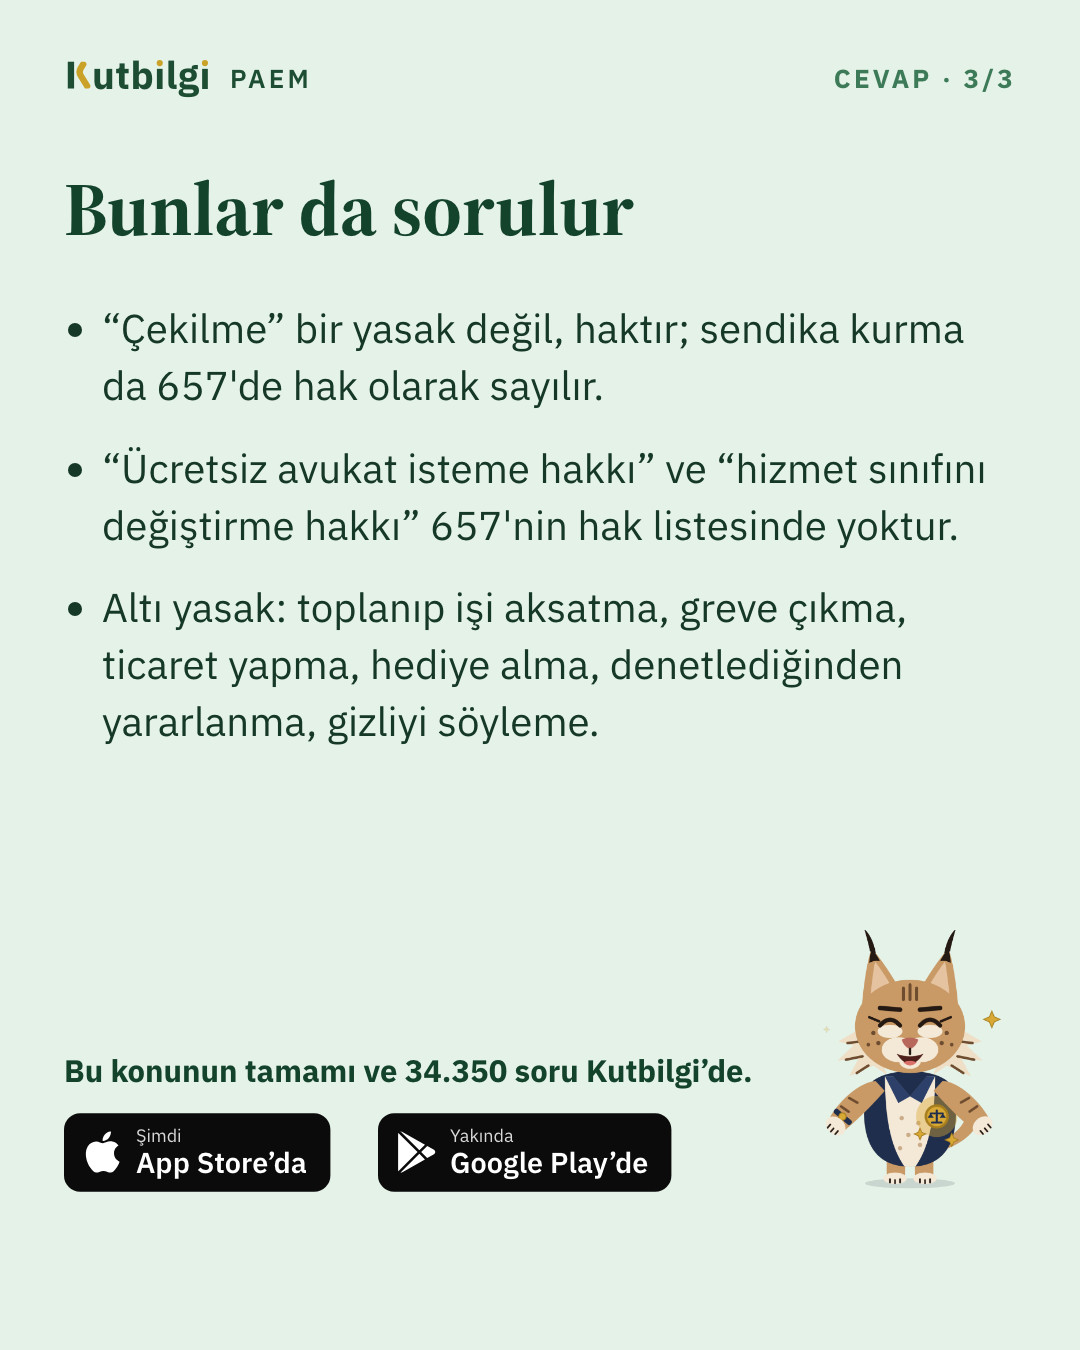 Kutbilgi PAEM
CEVAP · 3/3
Bunlar da sorulur
• “Çekilme” bir yasak değil, haktır; sendika kurma
da 657'de hak olarak sayılır.
• “Ücretsiz avukat isteme hakkı” ve “hizmet sınıfını
değiştirme hakkı” 657'nin hak listesinde yoktur.
• Altı yasak: toplanıp işi aksatma, greve çıkma,
ticaret yapma, hediye alma, denetlediğinden
yararlanma, gizliyi söyleme.
Bu konunun tamamı ve 34.350 soru Kutbilgi’de.
Şimdi
App Store’da
Yakında
Google Play’de